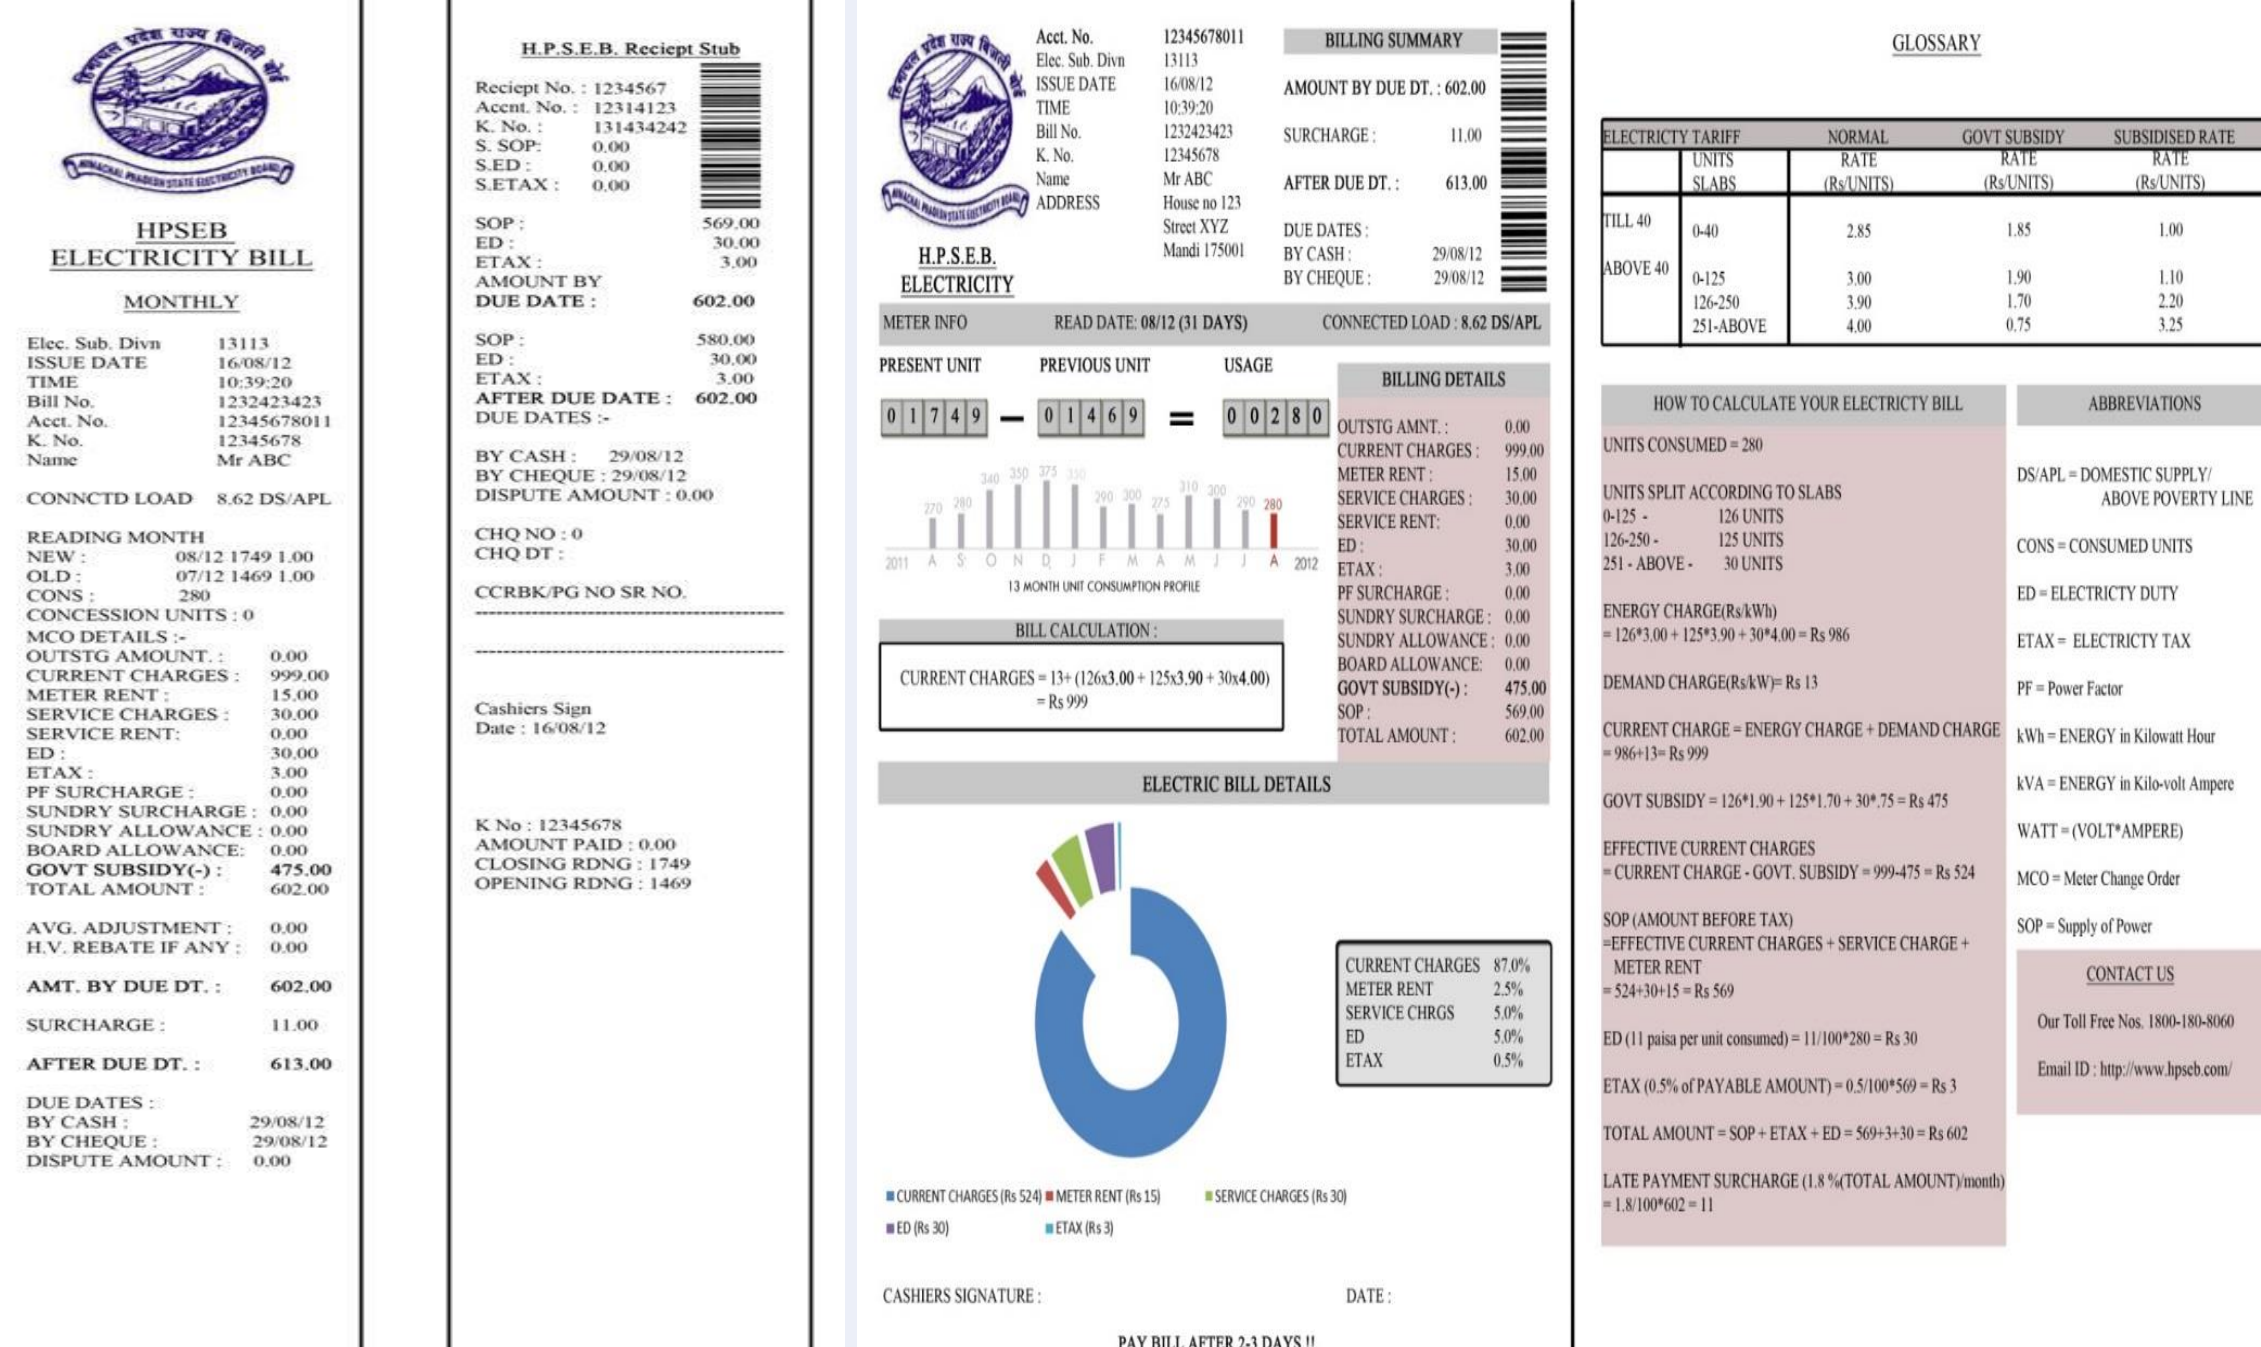 हिमाचल प्रदेश राज्य बिजली बोर्ड
HIMACHAL PRADESH STATE ELECTRICITY BOARD
HPSEB
ELECTRICITY BILL
MONTHLY
Elec. Sub. Divn 13113
ISSUE DATE 16/08/12
TIME 10:39:20
Bill No. 1232423423
Acct. No. 12345678011
K. No. 12345678
Name Mr ABC
CONNCTD LOAD 8.62 DS/APL
READING MONTH
NEW : 08/12 1749 1.00
OLD : 07/12 1469 1.00
CONS : 280
CONCESSION UNITS : 0
MCO DETAILS :-
OUTSTG AMOUNT. : 0.00
CURRENT CHARGES : 999.00
METER RENT : 15.00
SERVICE CHARGES : 30.00
SERVICE RENT: 0.00
ED : 30.00
ETAX : 3.00
PF SURCHARGE : 0.00
SUNDRY SURCHARGE : 0.00
SUNDRY ALLOWANCE : 0.00
BOARD ALLOWANCE: 0.00
GOVT SUBSIDY(-) : 475.00
TOTAL AMOUNT : 602.00
AVG. ADJUSTMENT : 0.00
H.V. REBATE IF ANY : 0.00
AMT. BY DUE DT. : 602.00
SURCHARGE : 11.00
AFTER DUE DT. : 613.00
DUE DATES :
BY CASH : 29/08/12
BY CHEQUE : 29/08/12
DISPUTE AMOUNT : 0.00
H.P.S.E.B. Reciept Stub
Reciept No. : 1234567
Accnt. No. : 12314123
K. No. : 131434242
S. SOP: 0.00
S.ED : 0.00
S.ETAX : 0.00
SOP : 569.00
ED : 30.00
ETAX : 3.00
AMOUNT BY
DUE DATE : 602.00
SOP : 580.00
ED : 30.00
ETAX : 3.00
AFTER DUE DATE : 602.00
DUE DATES :-
BY CASH : 29/08/12
BY CHEQUE : 29/08/12
DISPUTE AMOUNT : 0.00
CHQ NO : 0
CHQ DT :
CCRBK/PG NO SR NO.
Cashiers Sign
Date : 16/08/12
K No : 12345678
AMOUNT PAID : 0.00
CLOSING RDNG : 1749
OPENING RDNG : 1469
हिमाचल प्रदेश राज्य बिजली बोर्ड
HIMACHAL PRADESH STATE ELECTRICITY BOARD
H.P.S.E.B.
ELECTRICITY
Acct. No. 12345678011
Elec. Sub. Divn 13113
ISSUE DATE 16/08/12
TIME 10:39:20
Bill No. 1232423423
K. No. 12345678
Name Mr ABC
ADDRESS House no 123
Street XYZ
Mandi 175001
BILLING SUMMARY
AMOUNT BY DUE DT. : 602.00
SURCHARGE : 11.00
AFTER DUE DT. : 613.00
DUE DATES :
BY CASH : 29/08/12
BY CHEQUE : 29/08/12
METER INFO READ DATE: 08/12 (31 DAYS) CONNECTED LOAD : 8.62 DS/APL
PRESENT UNIT PREVIOUS UNIT USAGE
01749 — 01469 = 00280
270 280 340 350 375 350 290 300 275 310 300 290 280
2011 A S O N D J F M A M J J A 2012
13 MONTH UNIT CONSUMPTION PROFILE
BILL CALCULATION :
CURRENT CHARGES = 13+ (126x3.00 + 125x3.90 + 30x4.00)
= Rs 999
BILLING DETAILS
OUTSTG AMNT. : 0.00
CURRENT CHARGES : 999.00
METER RENT : 15.00
SERVICE CHARGES : 30.00
SERVICE RENT: 0.00
ED : 30.00
ETAX : 3.00
PF SURCHARGE : 0.00
SUNDRY SURCHARGE : 0.00
SUNDRY ALLOWANCE : 0.00
BOARD ALLOWANCE: 0.00
GOVT SUBSIDY(-) : 475.00
SOP : 569.00
TOTAL AMOUNT : 602.00
ELECTRIC BILL DETAILS
CURRENT CHARGES 87.0%
METER RENT 2.5%
SERVICE CHRGS 5.0%
ED 5.0%
ETAX 0.5%
CURRENT CHARGES (Rs 524) METER RENT (Rs 15) SERVICE CHARGES (Rs 30)
ED (Rs 30) ETAX (Rs 3)
CASHIERS SIGNATURE : DATE :
PAY BILL AFTER 2-3 DAYS !!
GLOSSARY
ELECTRICTY TARIFF NORMAL GOVT SUBSIDY SUBSIDISED RATE
UNITS RATE RATE RATE
SLABS (Rs/UNITS) (Rs/UNITS) (Rs/UNITS)
TILL 40 0-40 2.85 1.85 1.00
ABOVE 40 0-125 3.00 1.90 1.10
126-250 3.90 1.70 2.20
251-ABOVE 4.00 0.75 3.25
HOW TO CALCULATE YOUR ELECTRICTY BILL
UNITS CONSUMED = 280
UNITS SPLIT ACCORDING TO SLABS
0-125 - 126 UNITS
126-250 - 125 UNITS
251 - ABOVE - 30 UNITS
ENERGY CHARGE(Rs/kWh)
= 126*3.00 + 125*3.90 + 30*4.00 = Rs 986
DEMAND CHARGE(Rs/kW)= Rs 13
CURRENT CHARGE = ENERGY CHARGE + DEMAND CHARGE
= 986+13= Rs 999
GOVT SUBSIDY = 126*1.90 + 125*1.70 + 30*.75 = Rs 475
EFFECTIVE CURRENT CHARGES
= CURRENT CHARGE - GOVT. SUBSIDY = 999-475 = Rs 524
SOP (AMOUNT BEFORE TAX)
=EFFECTIVE CURRENT CHARGES + SERVICE CHARGE +
METER RENT
= 524+30+15 = Rs 569
ED (11 paisa per unit consumed) = 11/100*280 = Rs 30
ETAX (0.5% of PAYABLE AMOUNT) = 0.5/100*569 = Rs 3
TOTAL AMOUNT = SOP + ETAX + ED = 569+3+30 = Rs 602
LATE PAYMENT SURCHARGE (1.8 %(TOTAL AMOUNT)/month)
= 1.8/100*602 = 11
ABBREVIATIONS
DS/APL = DOMESTIC SUPPLY/
ABOVE POVERTY LINE
CONS = CONSUMED UNITS
ED = ELECTRICTY DUTY
ETAX = ELECTRICTY TAX
PF = Power Factor
kWh = ENERGY in Kilowatt Hour
kVA = ENERGY in Kilo-volt Ampere
WATT = (VOLT*AMPERE)
MCO = Meter Change Order
SOP = Supply of Power
CONTACT US
Our Toll Free Nos. 1800-180-8060
Email ID : http://www.hpseb.com/